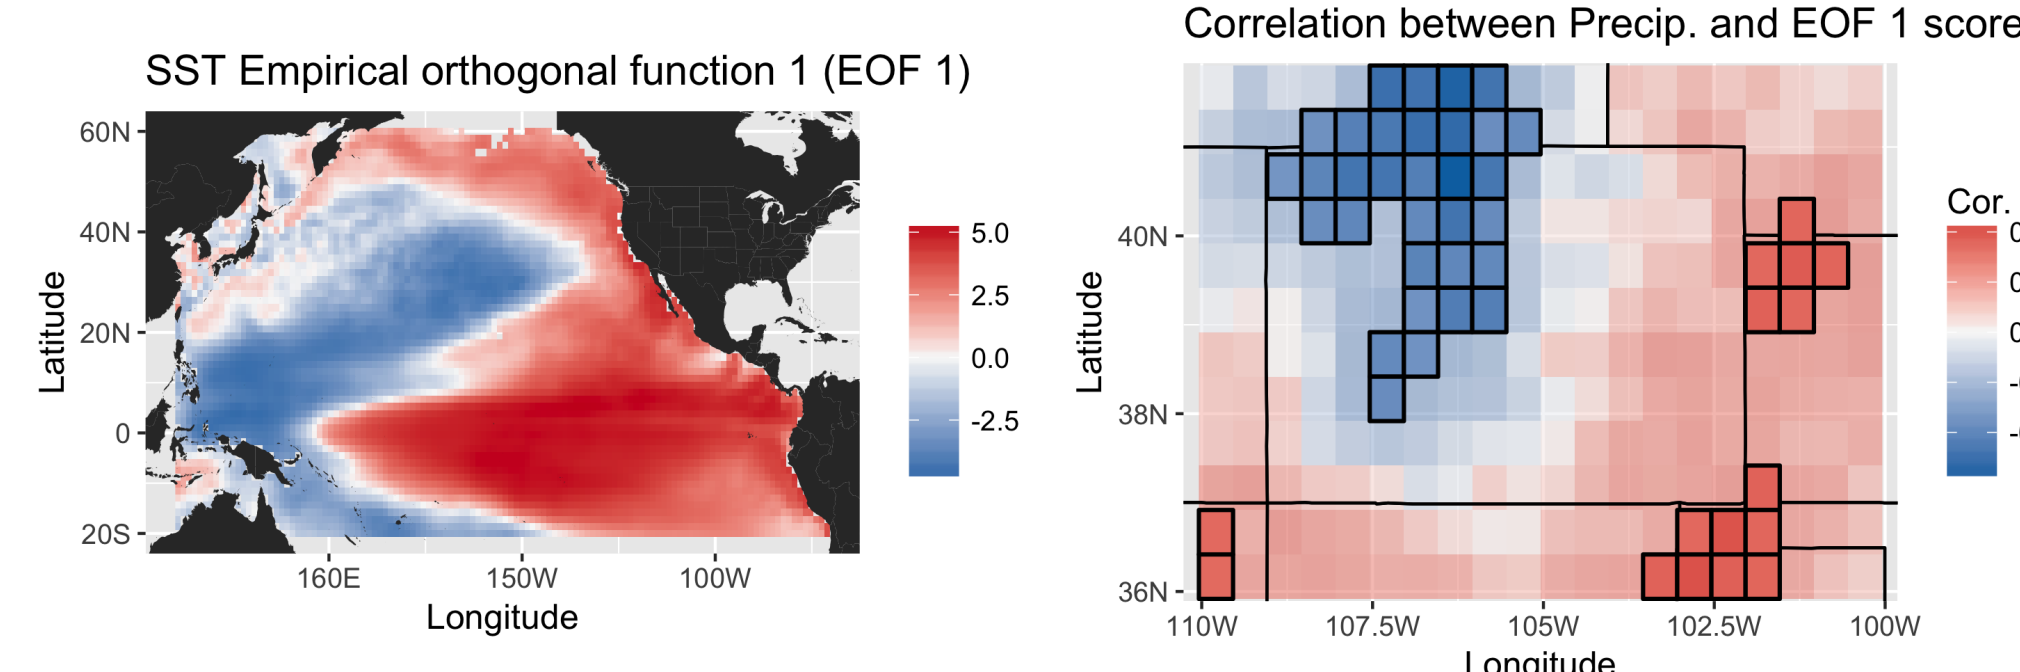 SST Empirical orthogonal function 1 (EOF 1)
60N
40N
20N
0
20S
Latitude
160E
150W
100W
Longitude
5.0
2.5
0.0
-2.5
Correlation between Precip. and EOF 1 score
40N
38N
36N
Latitude
110W
107.5W
105W
102.5W
100W
Longitude
Cor.